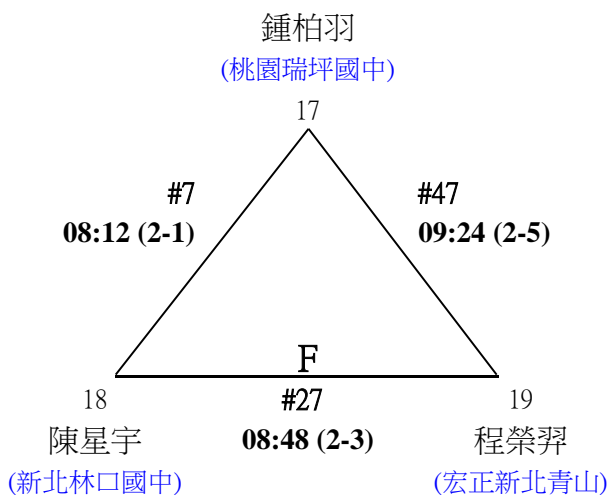 鍾柏羽
(桃園瑞坪國中)
17
#7
08:12 (2-1)
#47
09:24 (2-5)
F
18
#27
19
陳星宇
08:48 (2-3)
程榮羿
(新北林口國中)
(宏正新北青山)